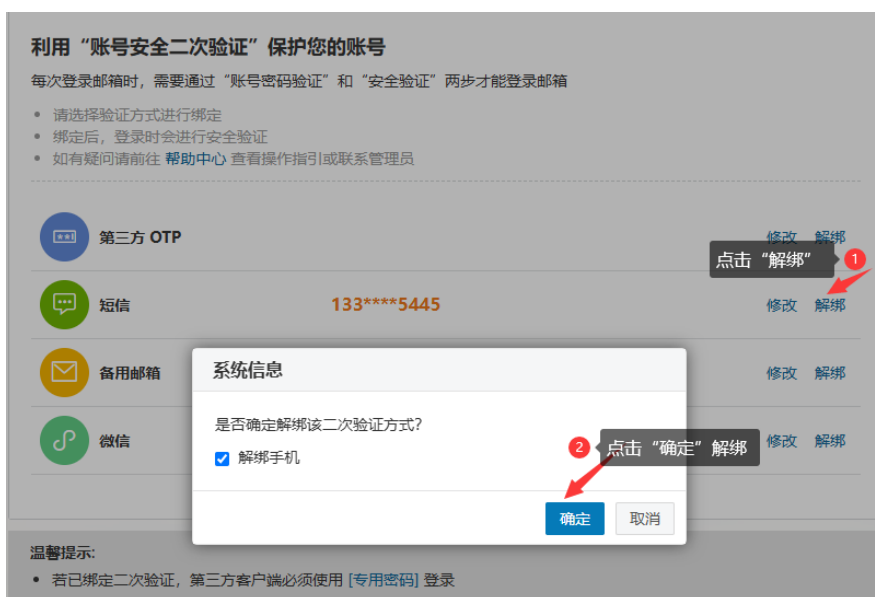 利用“账号安全二次验证”保护您的账号
每次登录邮箱时，需要通过“账号密码验证”和“安全验证”两步才能登录邮箱
• 请选择验证方式进行绑定
• 绑定后，登录时会进行安全验证
• 如有疑问请前往 帮助中心 查看操作指引或联系管理员
第三方 OTP 修改 解绑
点击“解绑” 1
短信 133****5445 修改 解绑
备用邮箱 修改 解绑
微信 修改 解绑
系统信息
是否确定解绑该二次验证方式?
解绑手机
2 点击“确定”解绑
确定 取消
温馨提示:
• 若已绑定二次验证，第三方客户端必须使用 [专用密码] 登录